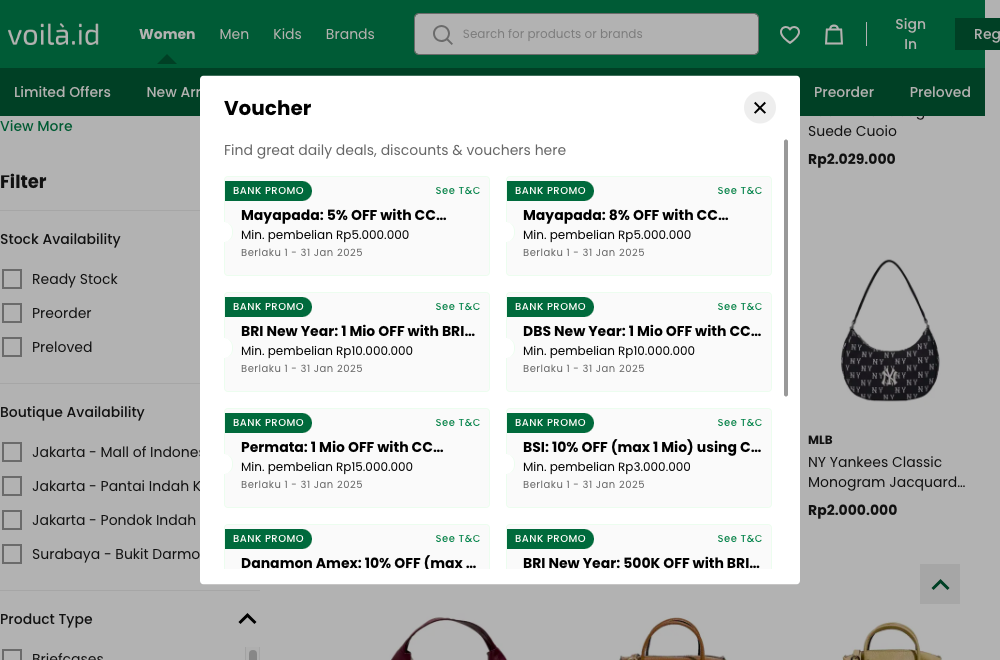 voilà.id
Women
Men
Kids
Brands
Search for products or brands
Sign
In
Reg
Limited Offers
New Arr
Preorder
Preloved
View More
Filter
Stock Availability
Ready Stock
Preorder
Preloved
Boutique Availability
Jakarta - Mall of Indones
Jakarta - Pantai Indah K
Jakarta - Pondok Indah
Surabaya - Bukit Darmo
Product Type
Briefcases
Voucher
Find great daily deals, discounts & vouchers here
BANK PROMO
See T&C
Mayapada: 5% OFF with CC...
Min. pembelian Rp5.000.000
Berlaku 1 - 31 Jan 2025
BANK PROMO
See T&C
Mayapada: 8% OFF with CC...
Min. pembelian Rp5.000.000
Berlaku 1 - 31 Jan 2025
BANK PROMO
See T&C
BRI New Year: 1 Mio OFF with BRI...
Min. pembelian Rp10.000.000
Berlaku 1 - 31 Jan 2025
BANK PROMO
See T&C
DBS New Year: 1 Mio OFF with CC...
Min. pembelian Rp10.000.000
Berlaku 1 - 31 Jan 2025
BANK PROMO
See T&C
Permata: 1 Mio OFF with CC...
Min. pembelian Rp15.000.000
Berlaku 1 - 31 Jan 2025
BANK PROMO
See T&C
BSI: 10% OFF (max 1 Mio) using C...
Min. pembelian Rp3.000.000
Berlaku 1 - 31 Jan 2025
BANK PROMO
See T&C
Danamon Amex: 10% OFF (max ...
BANK PROMO
See T&C
BRI New Year: 500K OFF with BRI...
Suede Cuoio
Rp2.029.000
MLB
NY Yankees Classic
Monogram Jacquard...
Rp2.000.000